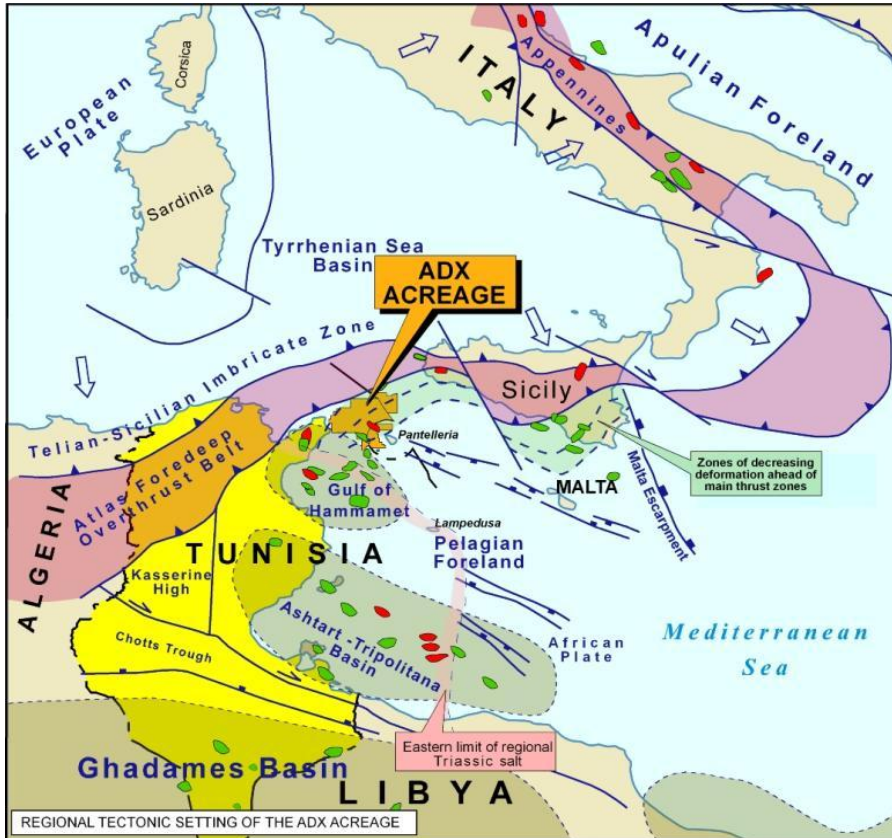 Corsica
European
Plate
Sardinia
ITALY
Appennines
Apulian Foreland
Tyrrhenian Sea
Basin
ADX
ACREAGE
Telian-Sicilian Imbricate Zone
Sicily
Pantelleria
Atlas Foredeep
Overthrust Belt
ALGERIA
Gulf of
Hammamet
MALTA
Malta Escarpment
Zones of decreasing
deformation ahead of
main thrust zones
Lampedusa
TUNISIA
Pelagian
Foreland
Kasserine
High
Chotts Trough
Ashtart -Tripolitana
Basin
African
Plate
Mediterranean
Sea
Eastern limit of regional
Triassic salt
Ghadames Basin
LIBYA
REGIONAL TECTONIC SETTING OF THE ADX ACREAGE